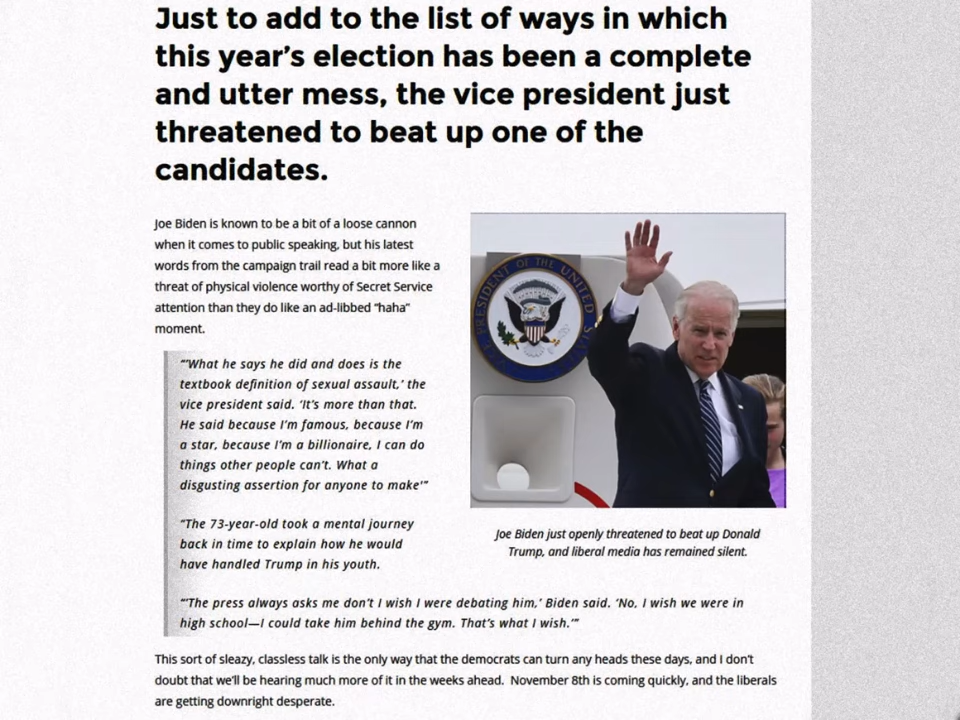 Just to add to the list of ways in which
this year's election has been a complete
and utter mess, the vice president just
threatened to beat up one of the
candidates.
Joe Biden is known to be a bit of a loose cannon
when it comes to public speaking, but his latest
words from the campaign trail read a bit more like a
threat of physical violence worthy of Secret Service
attention than they do like an ad-libbed "haha"
moment.
"'What he says he did and does is the
textbook definition of sexual assault,' the
vice president said. 'It's more than that.
He said because I'm famous, because I'm
a star, because I'm a billionaire, I can do
things other people can't. What a
disgusting assertion for anyone to make'"
"The 73-year-old took a mental journey
back in time to explain how he would
have handled Trump in his youth.
"'The press always asks me don't I wish I were debating him,' Biden said. 'No, I wish we were in
high school—I could take him behind the gym. That's what I wish.'"
PRESIDENT OF THE UNITED
Joe Biden just openly threatened to beat up Donald
Trump, and liberal media has remained silent.
This sort of sleazy, classless talk is the only way that the democrats can turn any heads these days, and I don't
doubt that we'll be hearing much more of it in the weeks ahead. November 8th is coming quickly, and the liberals
are getting downright desperate.